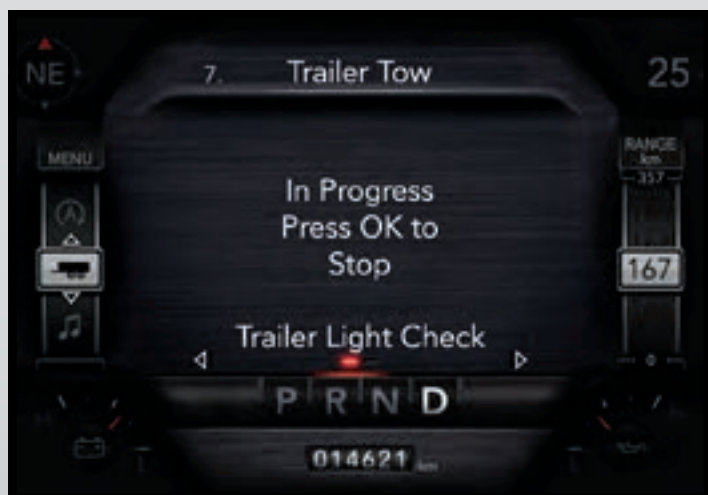 NE
7. Trailer Tow
25
MENU
RANGE
km
357
In Progress
Press OK to
Stop
167
Trailer Light Check
0
P R N D
014621 km